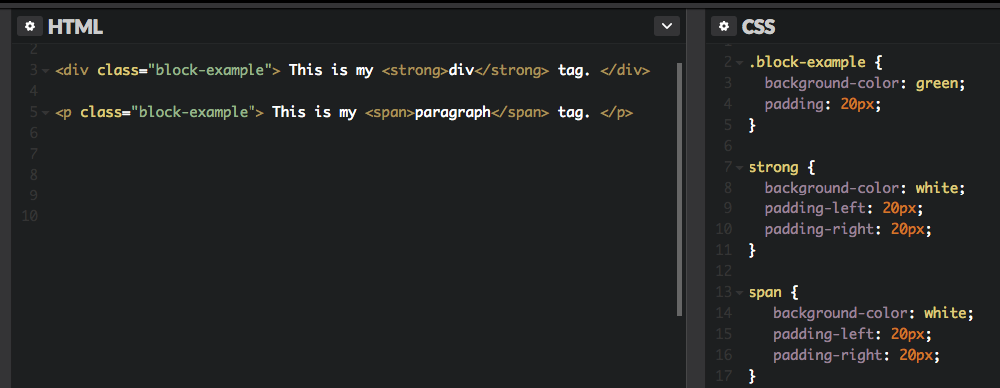 HTML
2
3 <div class="block-example"> This is my <strong>div</strong> tag. </div>
4
5 <p class="block-example"> This is my <span>paragraph</span> tag. </p>
6
7
8
9
10
CSS
1
2 .block-example {
3 background-color: green;
4 padding: 20px;
5 }
6
7 strong {
8 background-color: white;
9 padding-left: 20px;
10 padding-right: 20px;
11 }
12
13 span {
14 background-color: white;
15 padding-left: 20px;
16 padding-right: 20px;
17 }